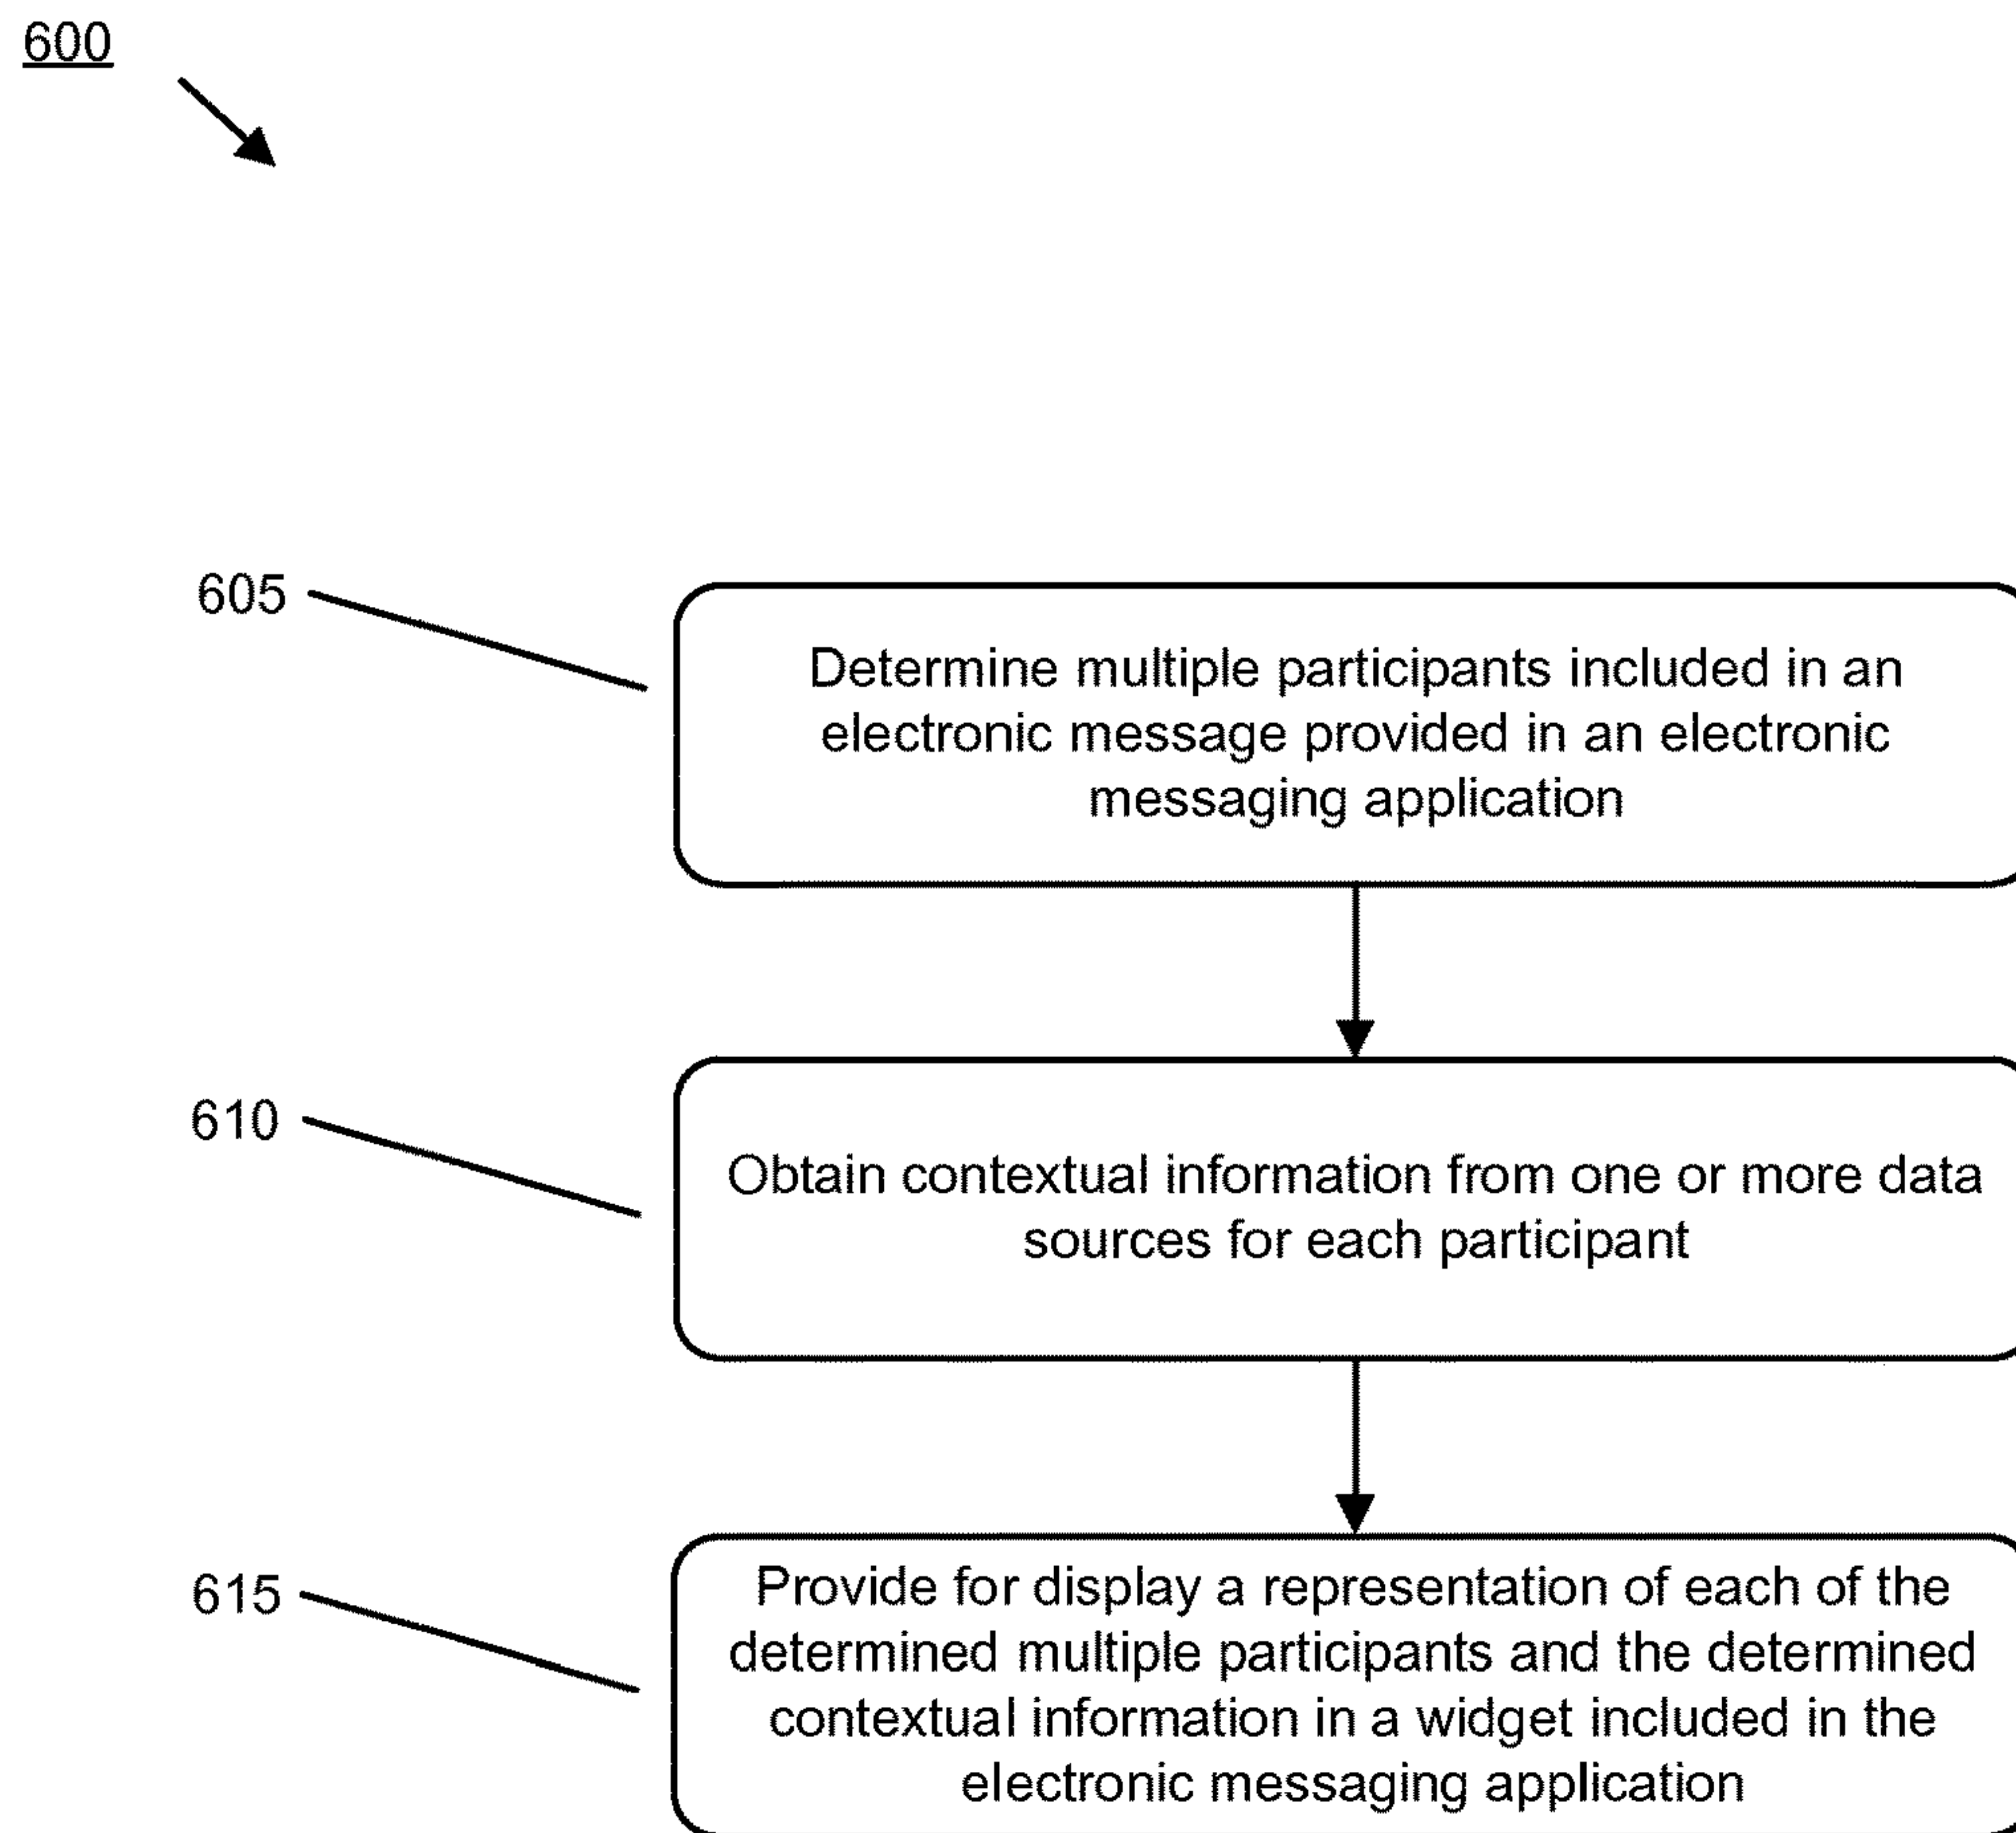 600
605
Determine multiple participants included in an
electronic message provided in an electronic
messaging application
610
Obtain contextual information from one or more data
sources for each participant
615
Provide for display a representation of each of the
determined multiple participants and the determined
contextual information in a widget included in the
electronic messaging application